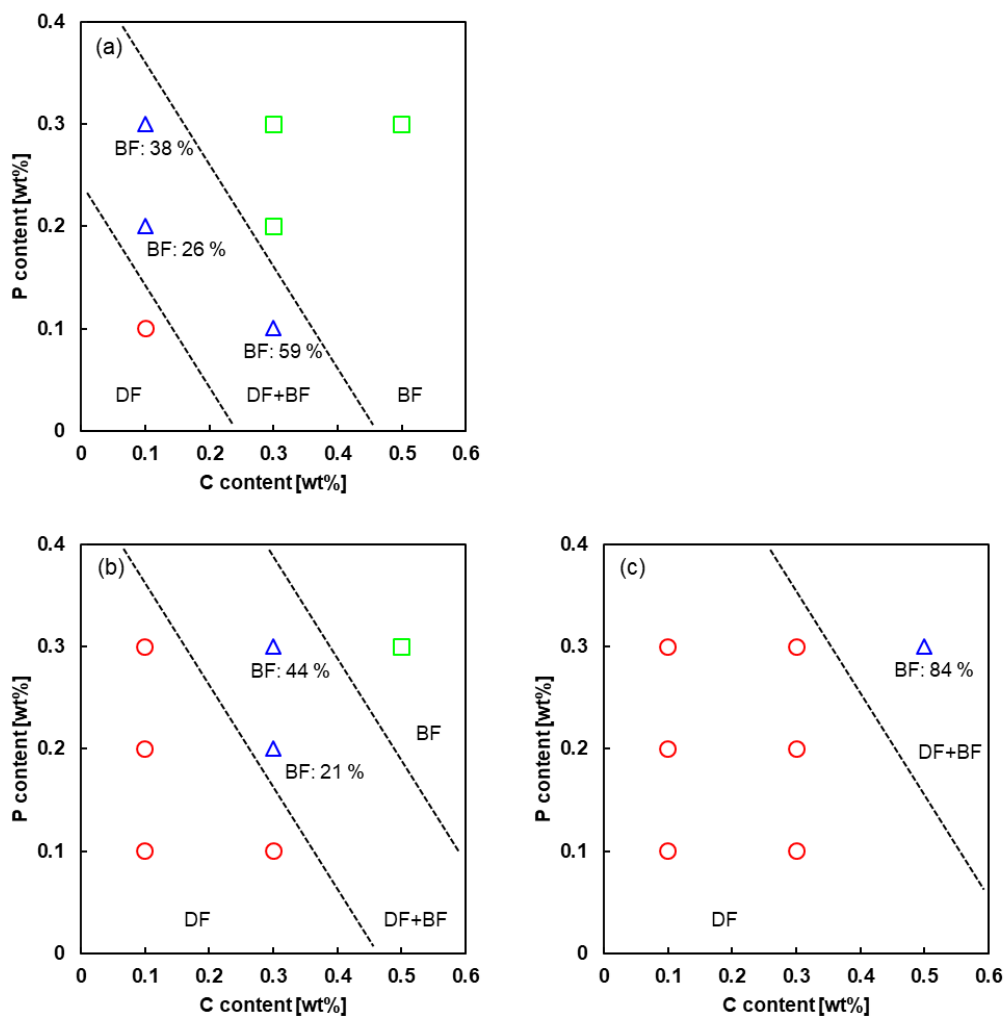 (a)
0.4
0.3
0.2
0.1
0
P content [wt%]
BF: 38 %
BF: 26 %
BF: 59 %
DF
DF+BF
BF
0 0.1 0.2 0.3 0.4 0.5 0.6
C content [wt%]
(b)
0.4
0.3
0.2
0.1
0
P content [wt%]
BF: 44 %
BF: 21 %
BF
DF
DF+BF
0 0.1 0.2 0.3 0.4 0.5 0.6
C content [wt%]
(c)
0.4
0.3
0.2
0.1
0
P content [wt%]
BF: 84 %
DF+BF
DF
0 0.1 0.2 0.3 0.4 0.5 0.6
C content [wt%]